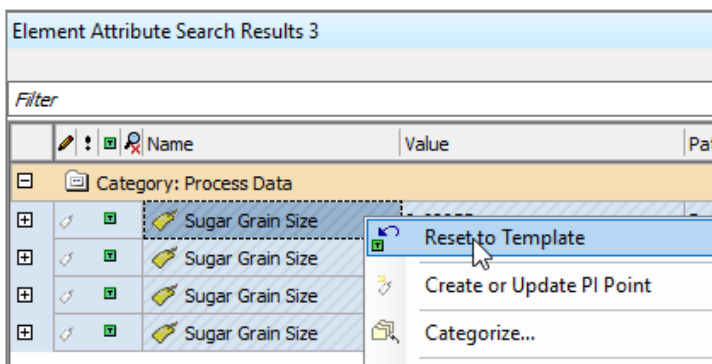 Element Attribute Search Results 3
Filter
Name Value
Category: Process Data
Sugar Grain Size
Reset to Template
Sugar Grain Size
Create or Update PI Point
Sugar Grain Size
Sugar Grain Size
Categorize...